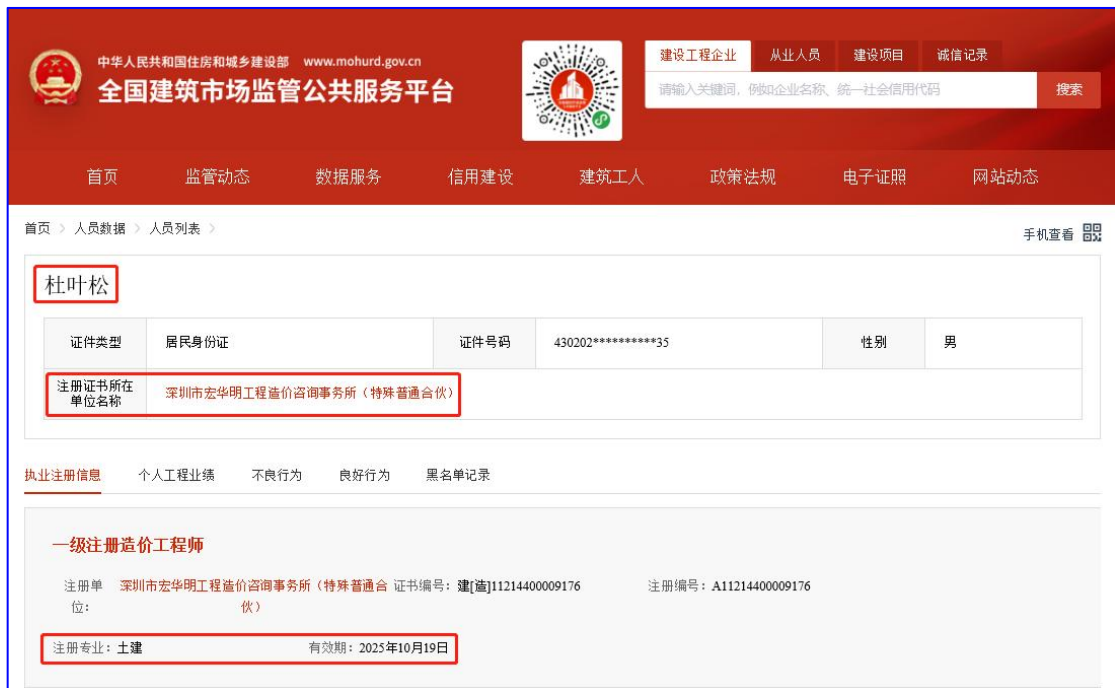 中华人民共和国住房和城乡建设部 www.mohurd.gov.cn
全国建筑市场监管公共服务平台
建设工程企业 从业人员 建设项目 诚信记录
请输入关键词，例如企业名称、统一社会信用代码 搜索
首页 监管动态 数据服务 信用建设 建筑工人 政策法规 电子证照 网站动态
首页 > 人员数据 > 人员列表 >
手机查看
杜叶松
证件类型 居民身份证 证件号码 430202**********35 性别 男
注册证书所在
单位名称
深圳市宏华明工程造价咨询事务所（特殊普通合伙）
执业注册信息 个人工程业绩 不良行为 良好行为 黑名单记录
一级注册造价工程师
注册单 深圳市宏华明工程造价咨询事务所（特殊普通合 证书编号：建[造]11214400009176 注册编号：A11214400009176
位： 伙）
注册专业：土建 有效期：2025年10月19日